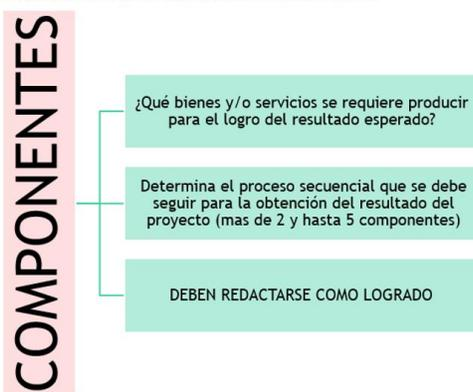 COMPONENTES
¿Qué bienes y/o servicios se requiere producir
para el logro del resultado esperado?
Determina el proceso secuencial que se debe
seguir para la obtención del resultado del
proyecto (mas de 2 y hasta 5 componentes)
DEBEN REDACTARSE COMO LOGRADO